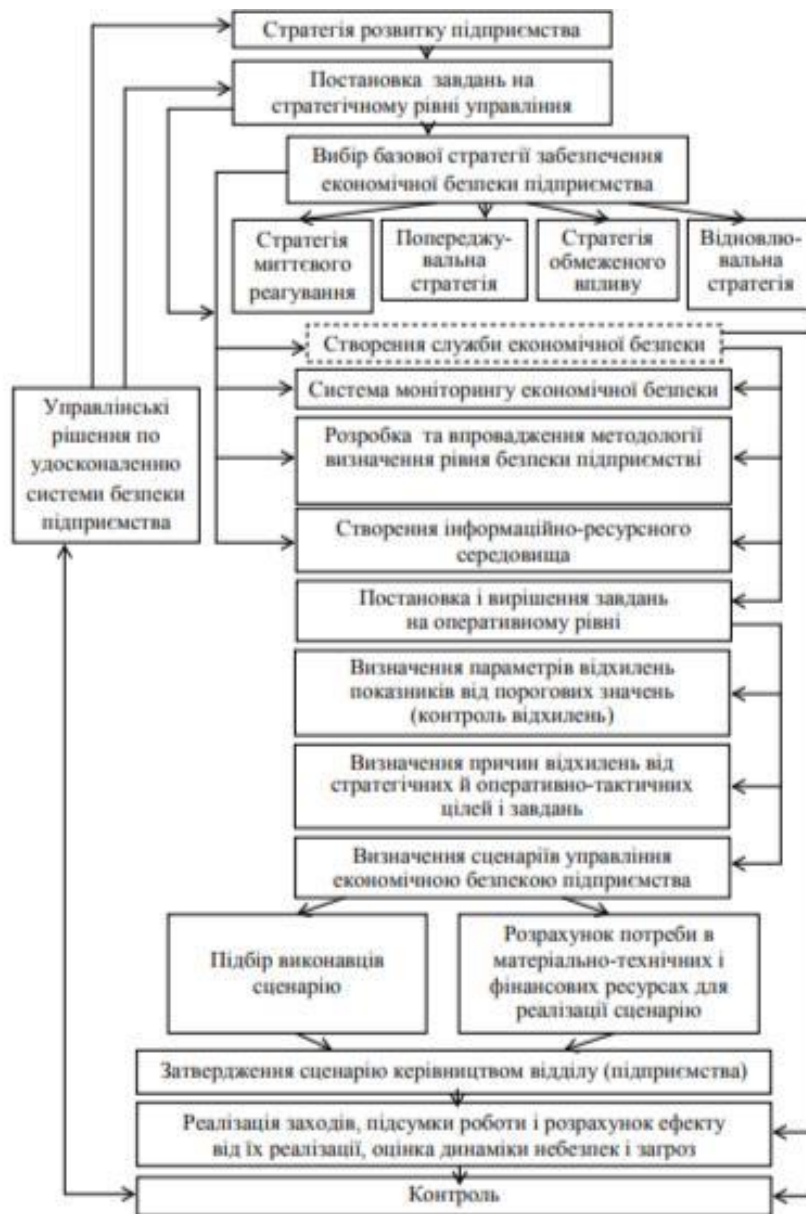 Стратегія розвитку підприємства
Постановка завдань на
стратегічному рівні управління
Вибір базової стратегії забезпечення
економічної безпеки підприємства
Стратегія
миттєвого
реагування
Попереджу-
вальна
стратегія
Стратегія
обмеженого
впливу
Відновлю-
вальна
стратегія
Створення служби економічної безпеки
Система моніторингу економічної безпеки
Управлінські
рішення по
удосконаленню
системи безпеки
підприємства
Розробка та впровадження методології
визначення рівня безпеки підприємстві
Створення інформаційно-ресурсного
середовища
Постановка і вирішення завдань
на оперативному рівні
Визначення параметрів відхилень
показників від порогових значень
(контроль відхилень)
Визначення причин відхилень від
стратегічних й оперативно-тактичних
цілей і завдань
Визначення сценаріїв управління
економічною безпекою підприємства
Підбір виконавців
сценарію
Розрахунок потреби в
матеріально-технічних і
фінансових ресурсах для
реалізації сценарію
Затвердження сценарію керівництвом відділу (підприємства)
Реалізація заходів, підсумки роботи і розрахунок ефекту
від їх реалізації, оцінка динаміки небезпек і загроз
Контроль